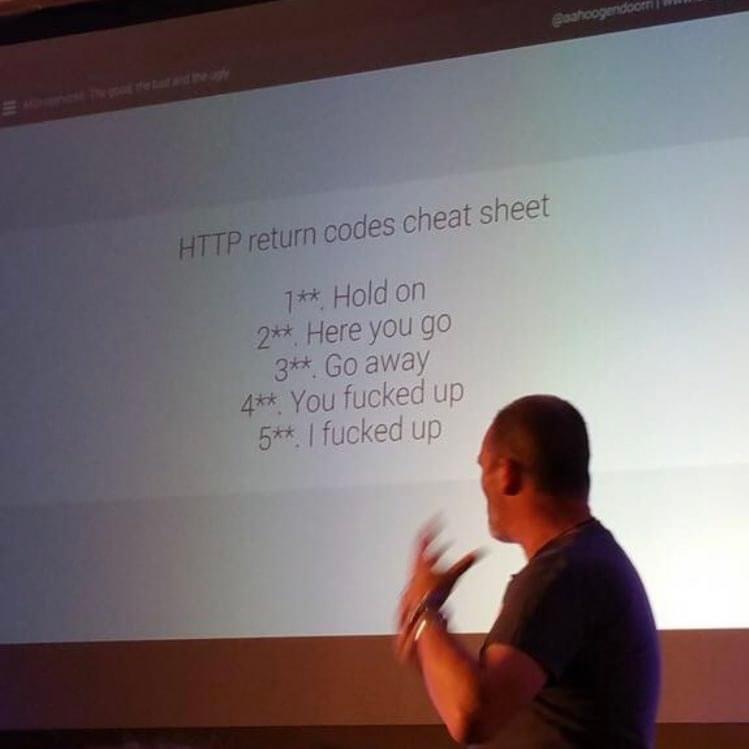 @aahoogendoorn | www.
Microservices. The good, the bad and the ugly
HTTP return codes cheat sheet
1**. Hold on
2**. Here you go
3**. Go away
4**. You fucked up
5**. I fucked up